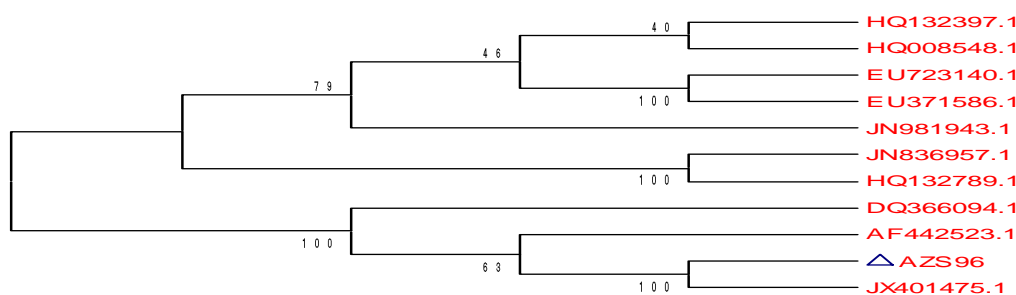 HQ132397.1
40
HQ008548.1
46
EU723140.1
79
100
EU371586.1
JN981943.1
JN836957.1
100
HQ132789.1
DQ366094.1
100
AF442523.1
63
AZS96
100
JX401475.1